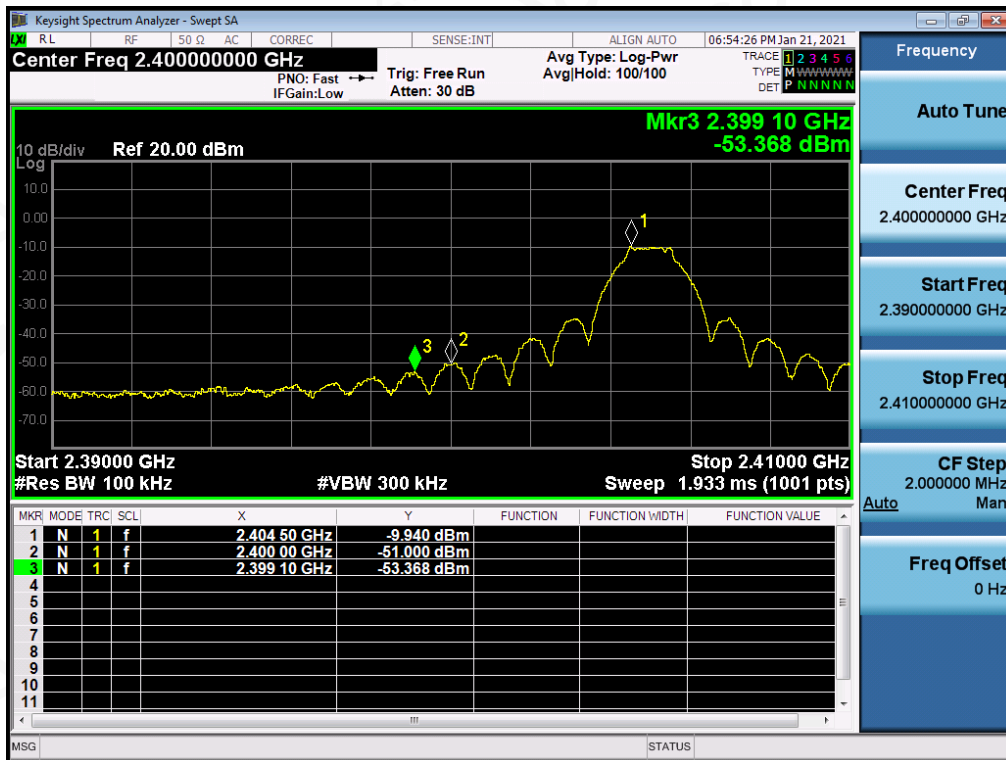 Keysight Spectrum Analyzer - Swept SA
LXI RL RF 50 Ω AC CORREC SENSE:INT ALIGN AUTO 06:54:26 PM Jan 21, 2021
Center Freq 2.400000000 GHz
PNO: Fast
IFGain:Low
Trig: Free Run
Atten: 30 dB
Avg Type: Log-Pwr
Avg|Hold: 100/100
TRACE 1 2 3 4 5 6
TYPE M WWWWW
DET P N N N N N
Mkr3 2.399 10 GHz
-53.368 dBm
10 dB/div Ref 20.00 dBm
Log
10.0
0.00
-10.0
-20.0
-30.0
-40.0
-50.0
-60.0
-70.0
1
2
3
Start 2.39000 GHz Stop 2.41000 GHz
#Res BW 100 kHz #VBW 300 kHz Sweep 1.933 ms (1001 pts)
MKR MODE TRC SCL X Y FUNCTION FUNCTION WIDTH FUNCTION VALUE
1 N 1 f 2.404 50 GHz -9.940 dBm
2 N 1 f 2.400 00 GHz -51.000 dBm
3 N 1 f 2.399 10 GHz -53.368 dBm
4
5
6
7
8
9
10
11
MSG STATUS
Frequency
Auto Tune
Center Freq
2.400000000 GHz
Start Freq
2.390000000 GHz
Stop Freq
2.410000000 GHz
CF Step
2.000000 MHz
Auto Man
Freq Offset
0 Hz